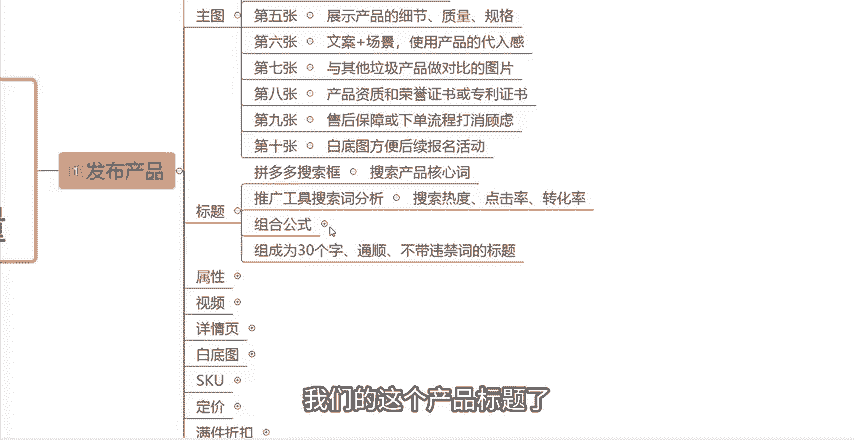 主图
第五张 展示产品的细节、质量、规格
第六张 文案+场景，使用产品的代入感
第七张 与其他垃圾产品做对比的图片
第八张 产品资质和荣誉证书或专利证书
第九张 售后保障或下单流程打消顾虑
第十张 白底图方便后续报名活动
发布产品
标题
拼多多搜索框 搜索产品核心词
推广工具搜索词分析 搜索热度、点击率、转化率
组合公式
组成为30个字、通顺、不带违禁词的标题
属性
视频
详情页
白底图
SKU
定价
满件折扣
我们的这个产品标题了